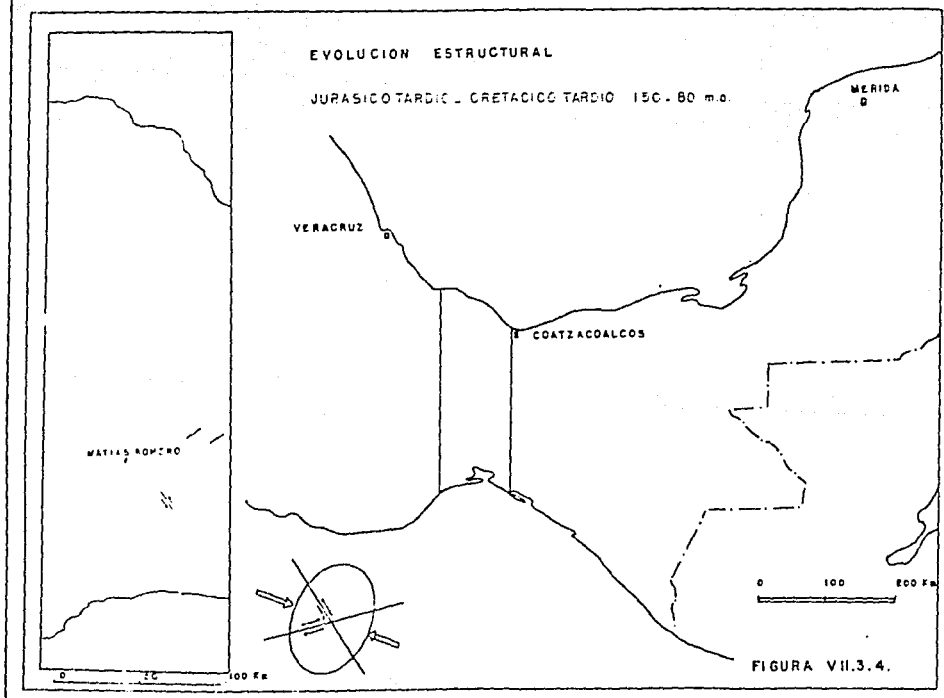 EVOLUCION ESTRUCTURAL
JURASICO TARDIO - CRETACICO TARDIO 150-80 m.a.
MERIDA
VERACRUZ
COATZACOALCOS
MATIAS ROMERO
0 100 200 Km
0 50 100 Km
FIGURA VII.3.4.